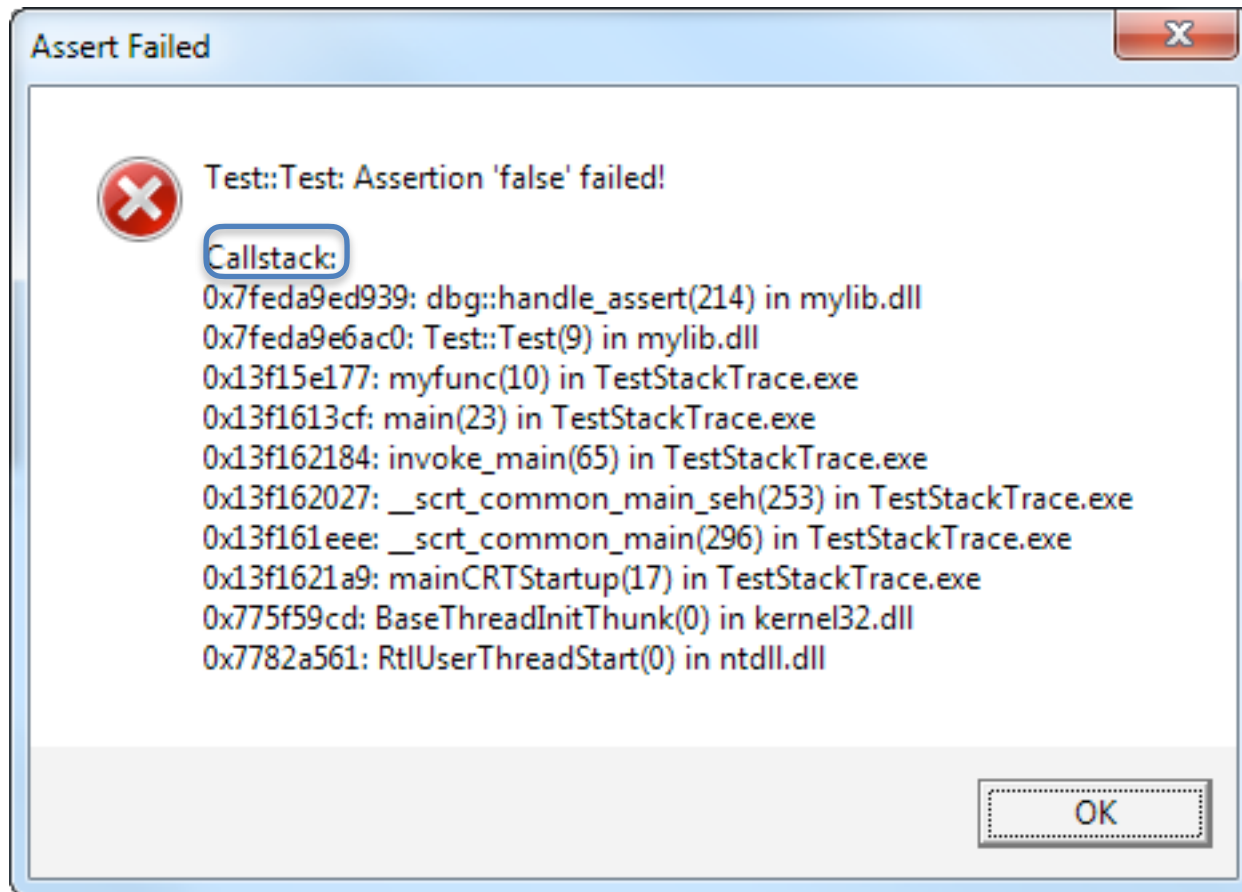 Assert Failed
Test::Test: Assertion 'false' failed!
Callstack:
0x7feda9ed939: dbg::handle_assert(214) in mylib.dll
0x7feda9e6ac0: Test::Test(9) in mylib.dll
0x13f15e177: myfunc(10) in TestStackTrace.exe
0x13f1613cf: main(23) in TestStackTrace.exe
0x13f162184: invoke_main(65) in TestStackTrace.exe
0x13f162027: __scrt_common_main_seh(253) in TestStackTrace.exe
0x13f161eee: __scrt_common_main(296) in TestStackTrace.exe
0x13f1621a9: mainCRTStartup(17) in TestStackTrace.exe
0x775f59cd: BaseThreadInitThunk(0) in kernel32.dll
0x7782a561: RtlUserThreadStart(0) in ntdll.dll
OK